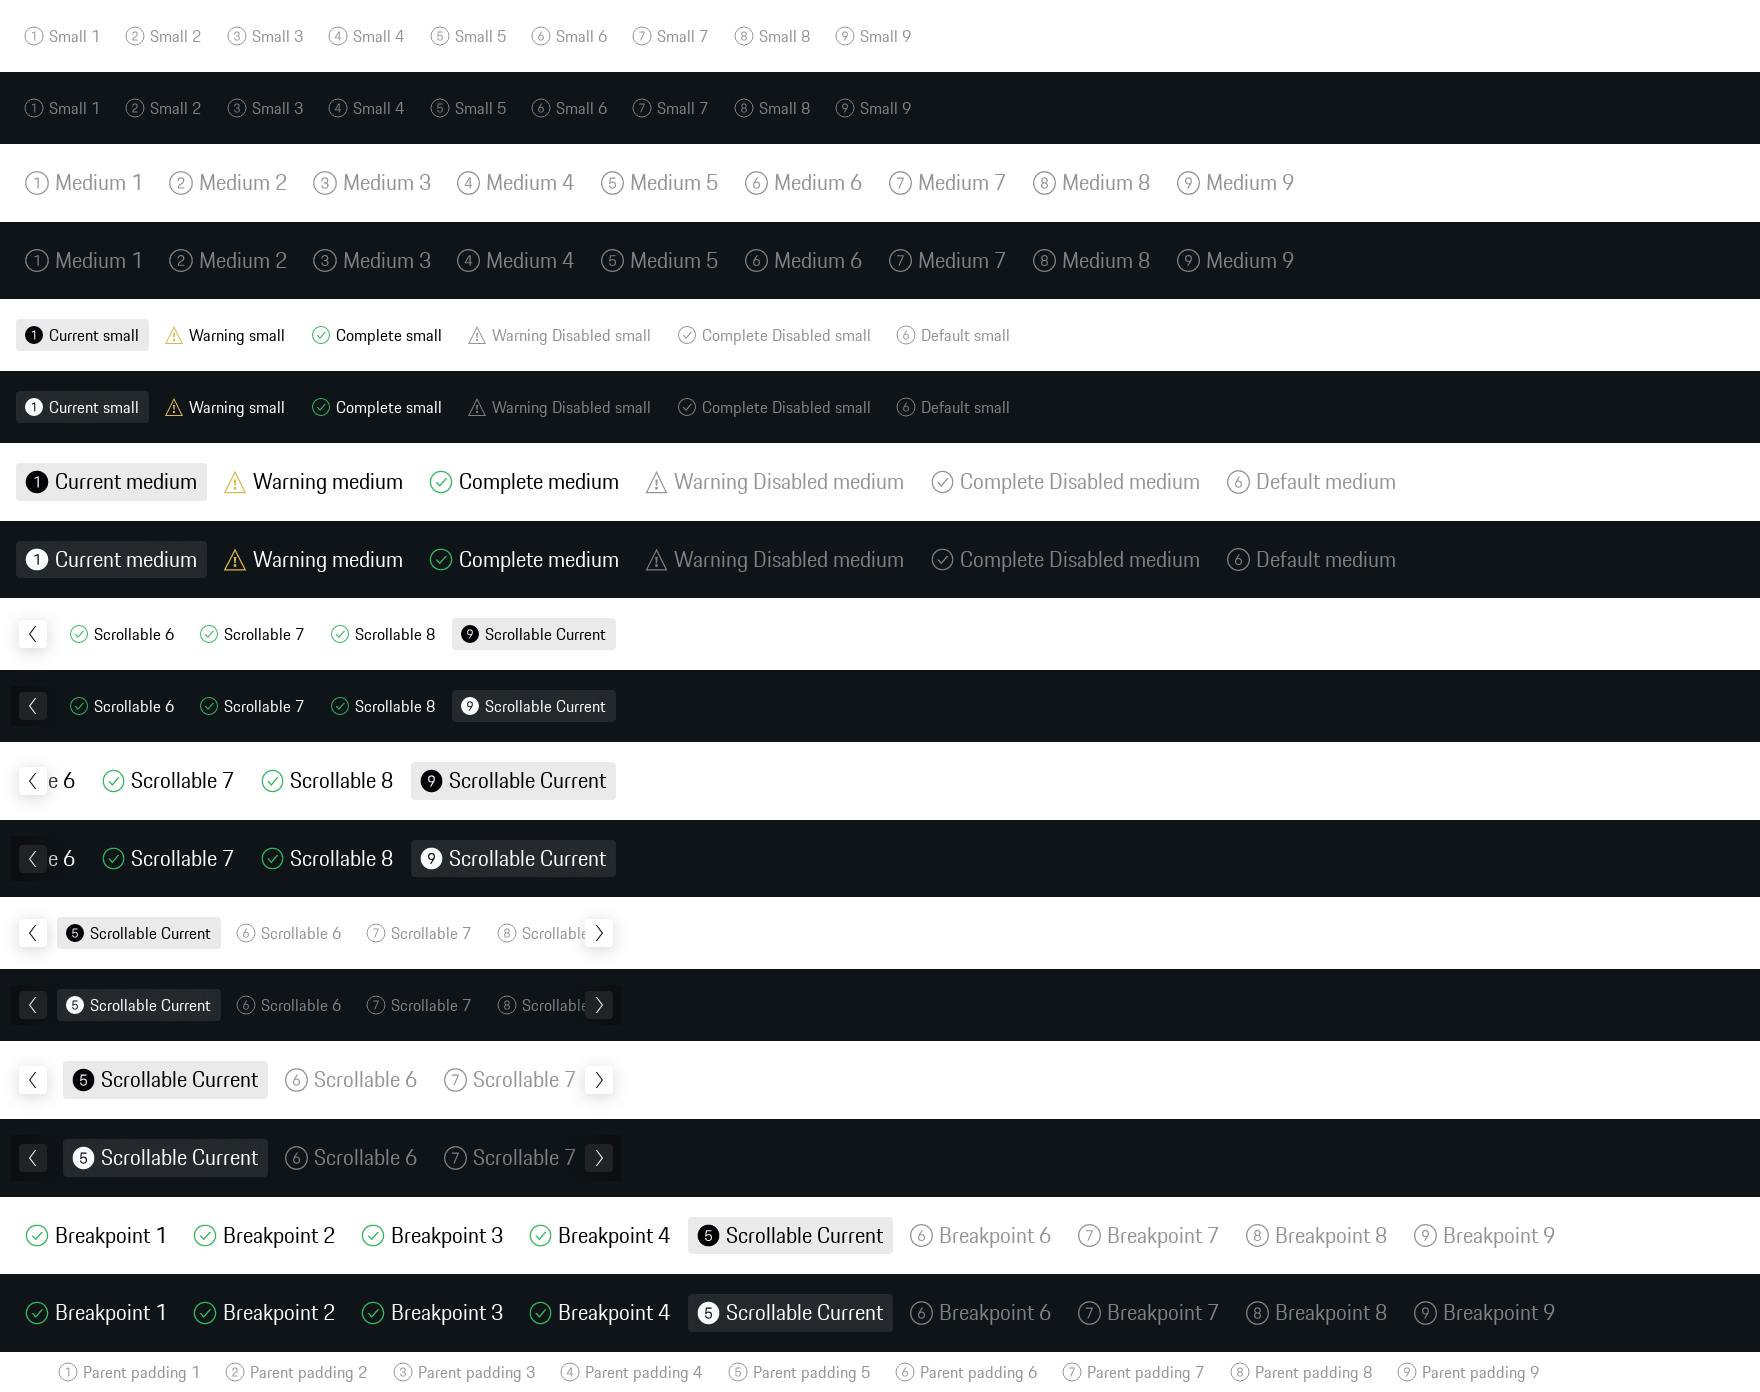 1 Small 1 2 Small 2 3 Small 3 4 Small 4 5 Small 5 6 Small 6 7 Small 7 8 Small 8 9 Small 9
1 Small 1 2 Small 2 3 Small 3 4 Small 4 5 Small 5 6 Small 6 7 Small 7 8 Small 8 9 Small 9
1 Medium 1 2 Medium 2 3 Medium 3 4 Medium 4 5 Medium 5 6 Medium 6 7 Medium 7 8 Medium 8 9 Medium 9
1 Medium 1 2 Medium 2 3 Medium 3 4 Medium 4 5 Medium 5 6 Medium 6 7 Medium 7 8 Medium 8 9 Medium 9
1 Current small Warning small Complete small Warning Disabled small Complete Disabled small 6 Default small
1 Current small Warning small Complete small Warning Disabled small Complete Disabled small 6 Default small
1 Current medium Warning medium Complete medium Warning Disabled medium Complete Disabled medium 6 Default medium
1 Current medium Warning medium Complete medium Warning Disabled medium Complete Disabled medium 6 Default medium
Scrollable 6 Scrollable 7 Scrollable 8 9 Scrollable Current
Scrollable 6 Scrollable 7 Scrollable 8 9 Scrollable Current
e 6 Scrollable 7 Scrollable 8 9 Scrollable Current
e 6 Scrollable 7 Scrollable 8 9 Scrollable Current
5 Scrollable Current 6 Scrollable 6 7 Scrollable 7 8 Scrollable
5 Scrollable Current 6 Scrollable 6 7 Scrollable 7 8 Scrollable
5 Scrollable Current 6 Scrollable 6 7 Scrollable 7
5 Scrollable Current 6 Scrollable 6 7 Scrollable 7
Breakpoint 1 Breakpoint 2 Breakpoint 3 Breakpoint 4 5 Scrollable Current 6 Breakpoint 6 7 Breakpoint 7 8 Breakpoint 8 9 Breakpoint 9
Breakpoint 1 Breakpoint 2 Breakpoint 3 Breakpoint 4 5 Scrollable Current 6 Breakpoint 6 7 Breakpoint 7 8 Breakpoint 8 9 Breakpoint 9
1 Parent padding 1 2 Parent padding 2 3 Parent padding 3 4 Parent padding 4 5 Parent padding 5 6 Parent padding 6 7 Parent padding 7 8 Parent padding 8 9 Parent padding 9